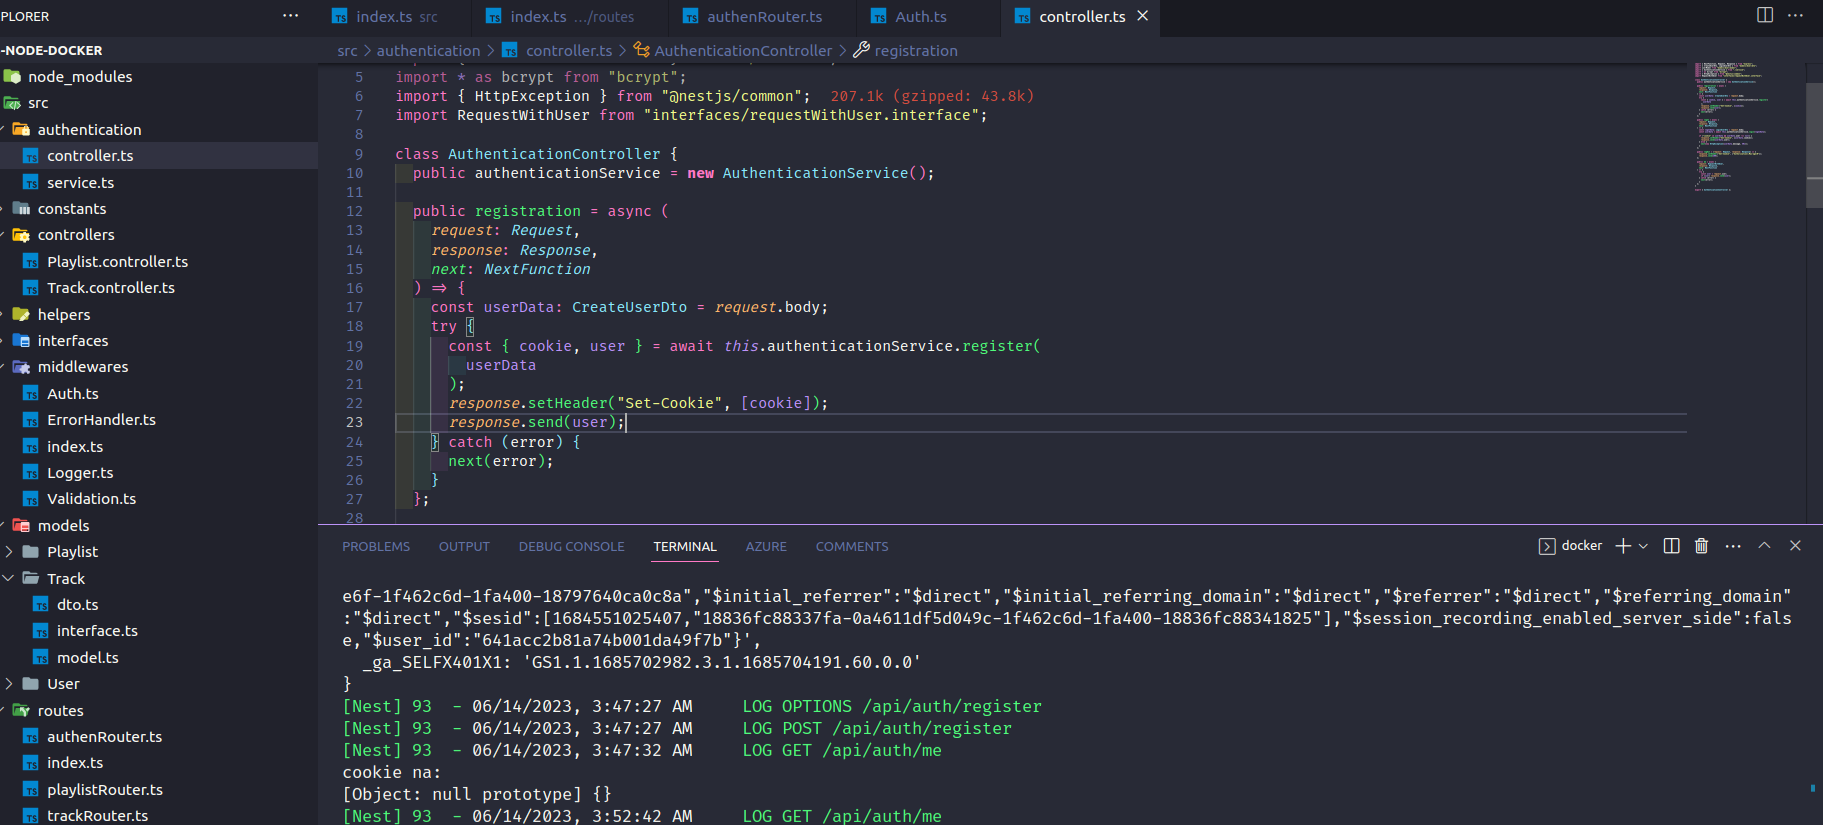 PLORER ···
index.ts src
index.ts .../routes
authenRouter.ts
Auth.ts
controller.ts
-NODE-DOCKER
node_modules
src
authentication
controller.ts
service.ts
constants
controllers
Playlist.controller.ts
Track.controller.ts
helpers
interfaces
middlewares
Auth.ts
ErrorHandler.ts
index.ts
Logger.ts
Validation.ts
models
Playlist
Track
dto.ts
interface.ts
model.ts
User
routes
authenRouter.ts
index.ts
playlistRouter.ts
trackRouter.ts
src > authentication > controller.ts > AuthenticationController > registration
5 import * as bcrypt from "bcrypt";
6 import { HttpException } from "@nestjs/common"; 207.1k (gzipped: 43.8k)
7 import RequestWithUser from "interfaces/requestWithUser.interface";
8
9 class AuthenticationController {
10 public authenticationService = new AuthenticationService();
11
12 public registration = async (
13 request: Request,
14 response: Response,
15 next: NextFunction
16 ) => {
17 const userData: CreateUserDto = request.body;
18 try {
19 const { cookie, user } = await this.authenticationService.register(
20 userData
21 );
22 response.setHeader("Set-Cookie", [cookie]);
23 response.send(user);
24 } catch (error) {
25 next(error);
26 }
27 };
28
PROBLEMS OUTPUT DEBUG CONSOLE TERMINAL AZURE COMMENTS
docker
e6f-1f462c6d-1fa400-18797640ca0c8a","$initial_referrer":"$direct","$initial_referring_domain":"$direct","$referrer":"$direct","$referring_domain"
:"$direct","$sesid":[1684551025407,"18836fc88337fa-0a4611df5d049c-1f462c6d-1fa400-18836fc88341825"],"$session_recording_enabled_server_side":fals
e,"$user_id":"641acc2b81a74b001da49f7b"}',
_ga_SELFX401X1: 'GS1.1.1685702982.3.1.1685704191.60.0.0'
}
[Nest] 93 - 06/14/2023, 3:47:27 AM LOG OPTIONS /api/auth/register
[Nest] 93 - 06/14/2023, 3:47:27 AM LOG POST /api/auth/register
[Nest] 93 - 06/14/2023, 3:47:32 AM LOG GET /api/auth/me
cookie na:
[Object: null prototype] {}
[Nest] 93 - 06/14/2023, 3:52:42 AM LOG GET /api/auth/me